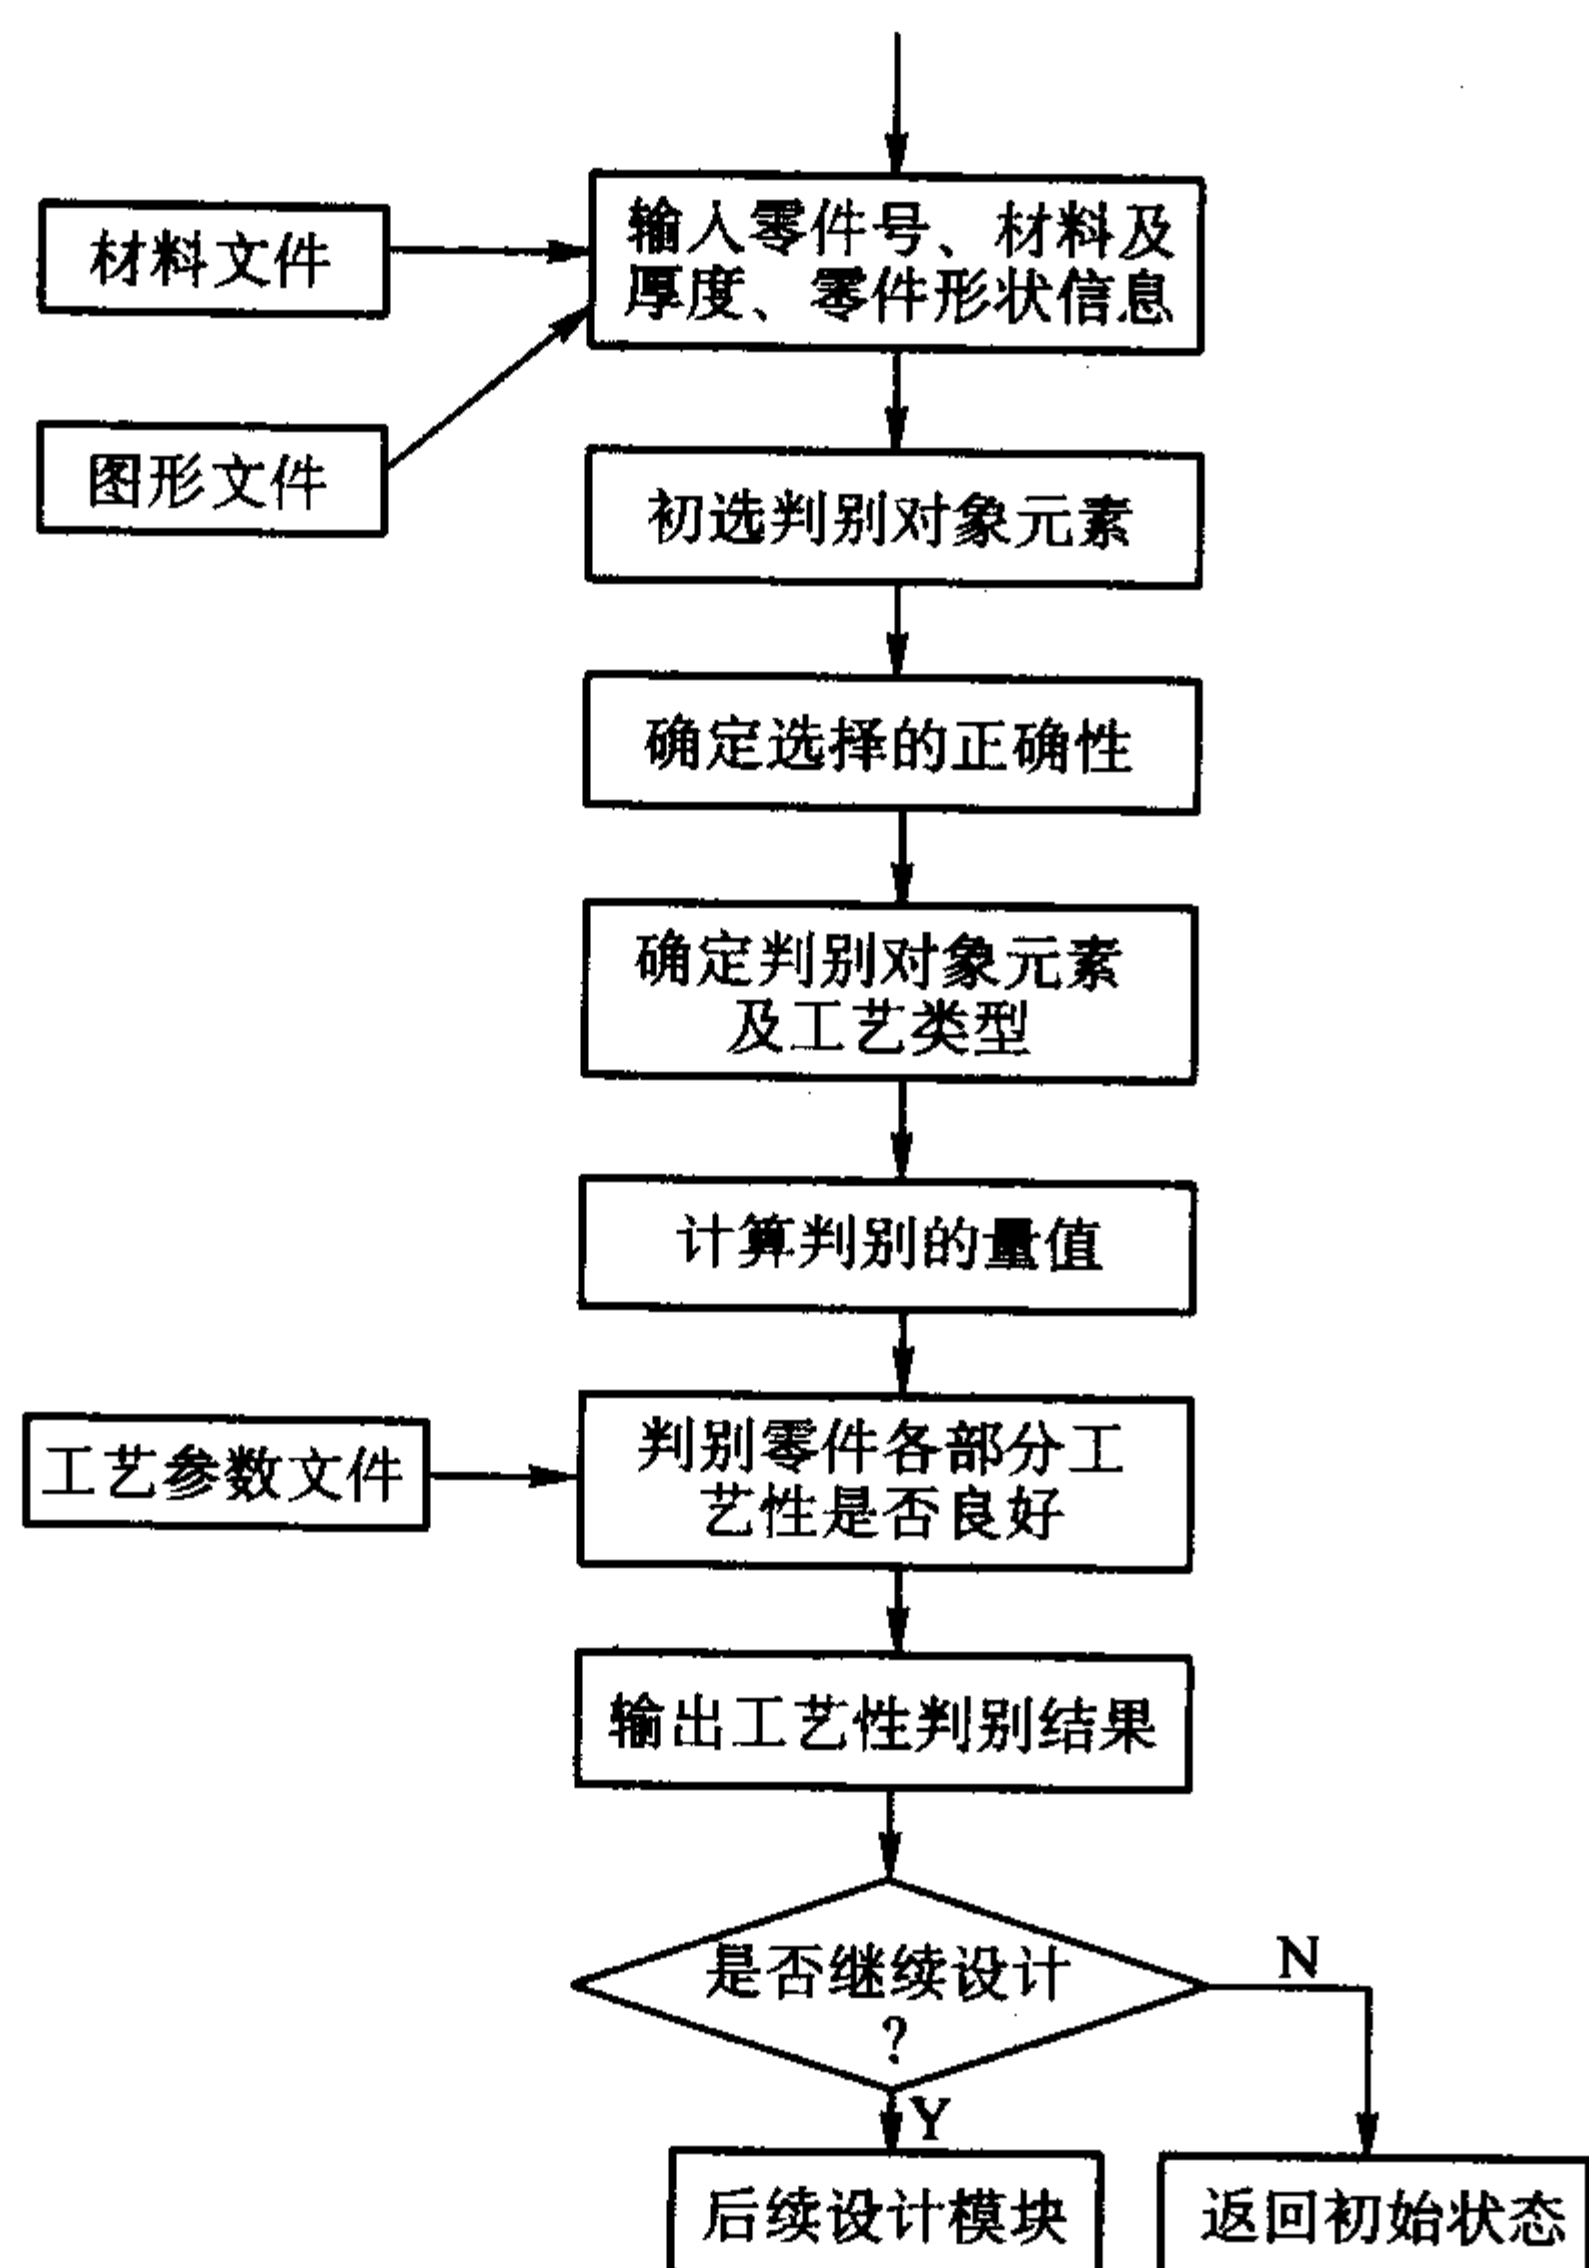 材料文件
输入零件号、材料及
厚度、零件形状信息
图形文件
初选判别对象元素
确定选择的正确性
确定判别对象元素
及工艺类型
计算判别的量值
工艺参数文件
判别零件各部分工
艺性是否良好
输出工艺性判别结果
是否继续设计
?
N
Y
后续设计模块
返回初始状态